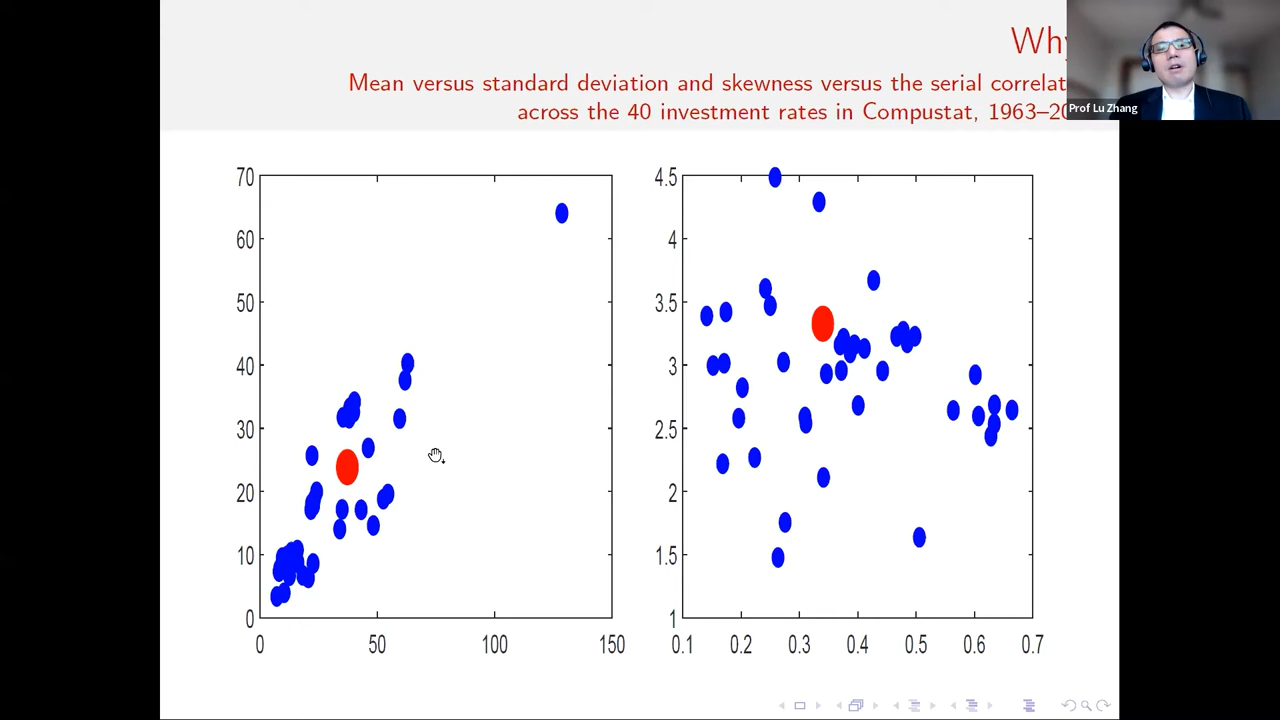 Why
Mean versus standard deviation and skewness versus the serial
across the 40 investment rates in Compustat,
Prof Lu Zhang
70
60
50
40
30
20
10
0
0 50 100 150
4.5
4
3.5
3
2.5
2
1.5
1
0.1 0.2 0.3 0.4 0.5 0.6 0.7